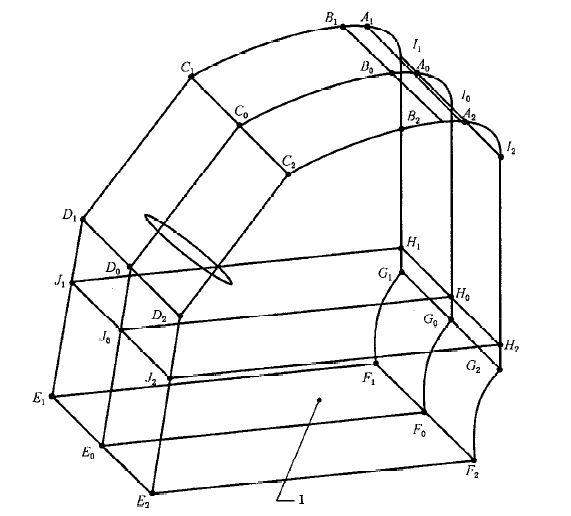 B₁ A₁
I₁
C₁ B₀ A₀
I₀
C₀ B₂ A₂
I₂
C₂
D₁
D₀ H₁
J₁ G₁
H₀
D₂ G₀
J₀ H₂
J₂ F₁ G₂
E₁
F₀
E₀
F₂
E₂ 1